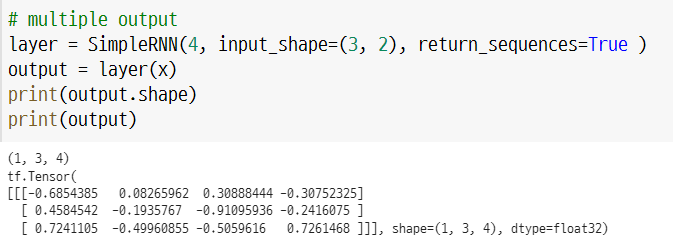 # multiple output
layer = SimpleRNN(4, input_shape=(3, 2), return_sequences=True )
output = layer(x)
print(output.shape)
print(output)
(1, 3, 4)
tf.Tensor(
[[[-0.6854385   0.08265962  0.30888444 -0.30752325]
  [ 0.4584542  -0.1935767  -0.91095936 -0.2416075 ]
  [ 0.7241105  -0.49960855 -0.5059616   0.7261468 ]]], shape=(1, 3, 4), dtype=float32)